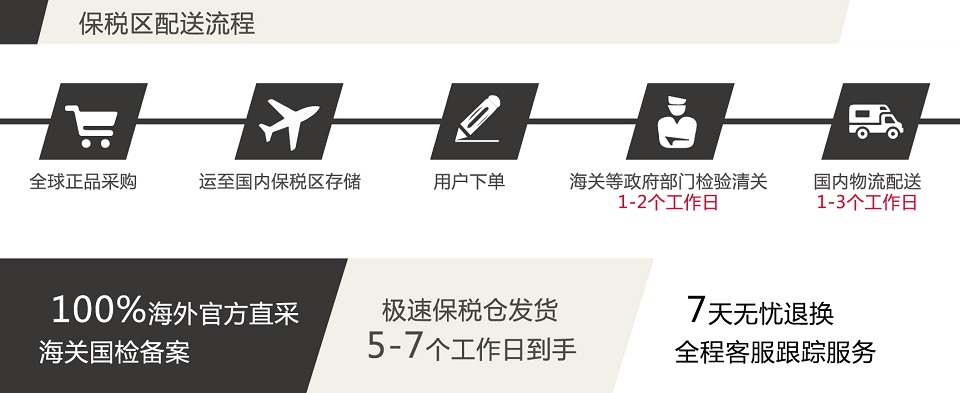 保税区配送流程
全球正品采购
运至国内保税区存储
用户下单
海关等政府部门检验清关
1-2个工作日
国内物流配送
1-3个工作日
100%海外官方直采
海关国检备案
极速保税仓发货
5-7个工作日到手
7天无忧退换
全程客服跟踪服务